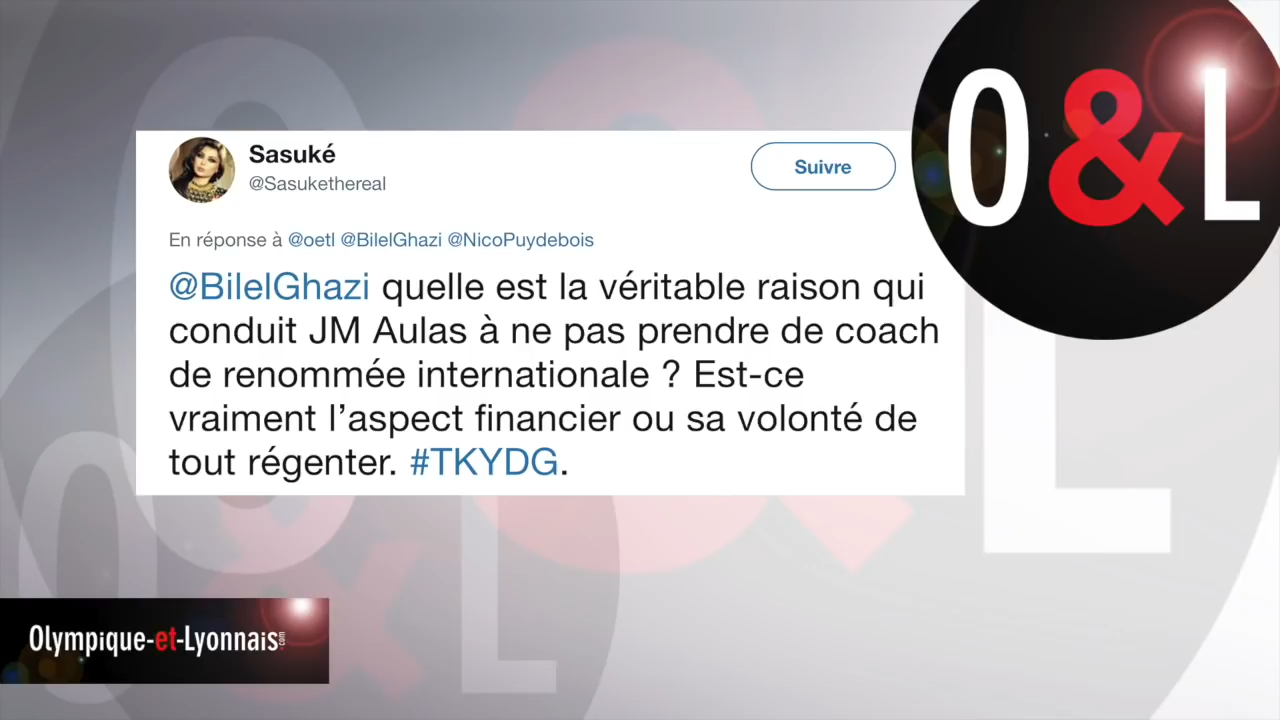 O&L
Sasuké
@Sasukethereal
Suivre
En réponse à @oetl @BilelGhazi @NicoPuydebois
@BilelGhazi quelle est la véritable raison qui
conduit JM Aulas à ne pas prendre de coach
de renommée internationale ? Est-ce
vraiment l’aspect financier ou sa volonté de
tout régenter. #TKYDG.
Olympique-et-Lyonnais.com